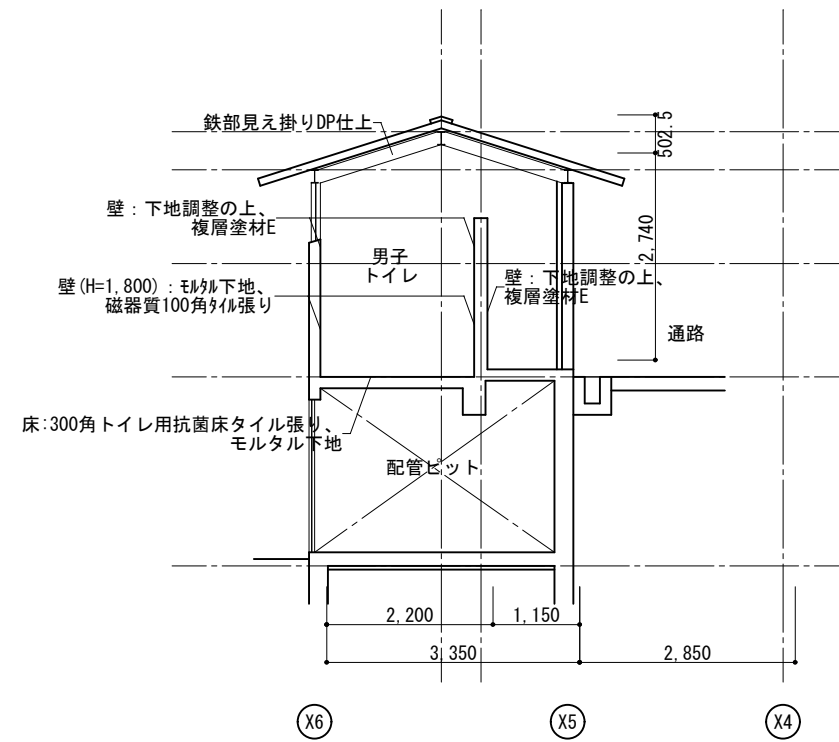 502.5
鉄部見え掛りDP仕上
壁：下地調整の上、
複層塗材E
2,740
男子
トイレ
壁：下地調整の上、
複層塗材E
壁(H=1,800)：ﾓﾙﾀﾙ下地、
磁器質100角ﾀｲﾙ張り
通路
床:300角トイレ用抗菌床タイル張り、
モルタル下地
配管ピット
2,200
1,150
3,350
2,850
X6
X5
X4